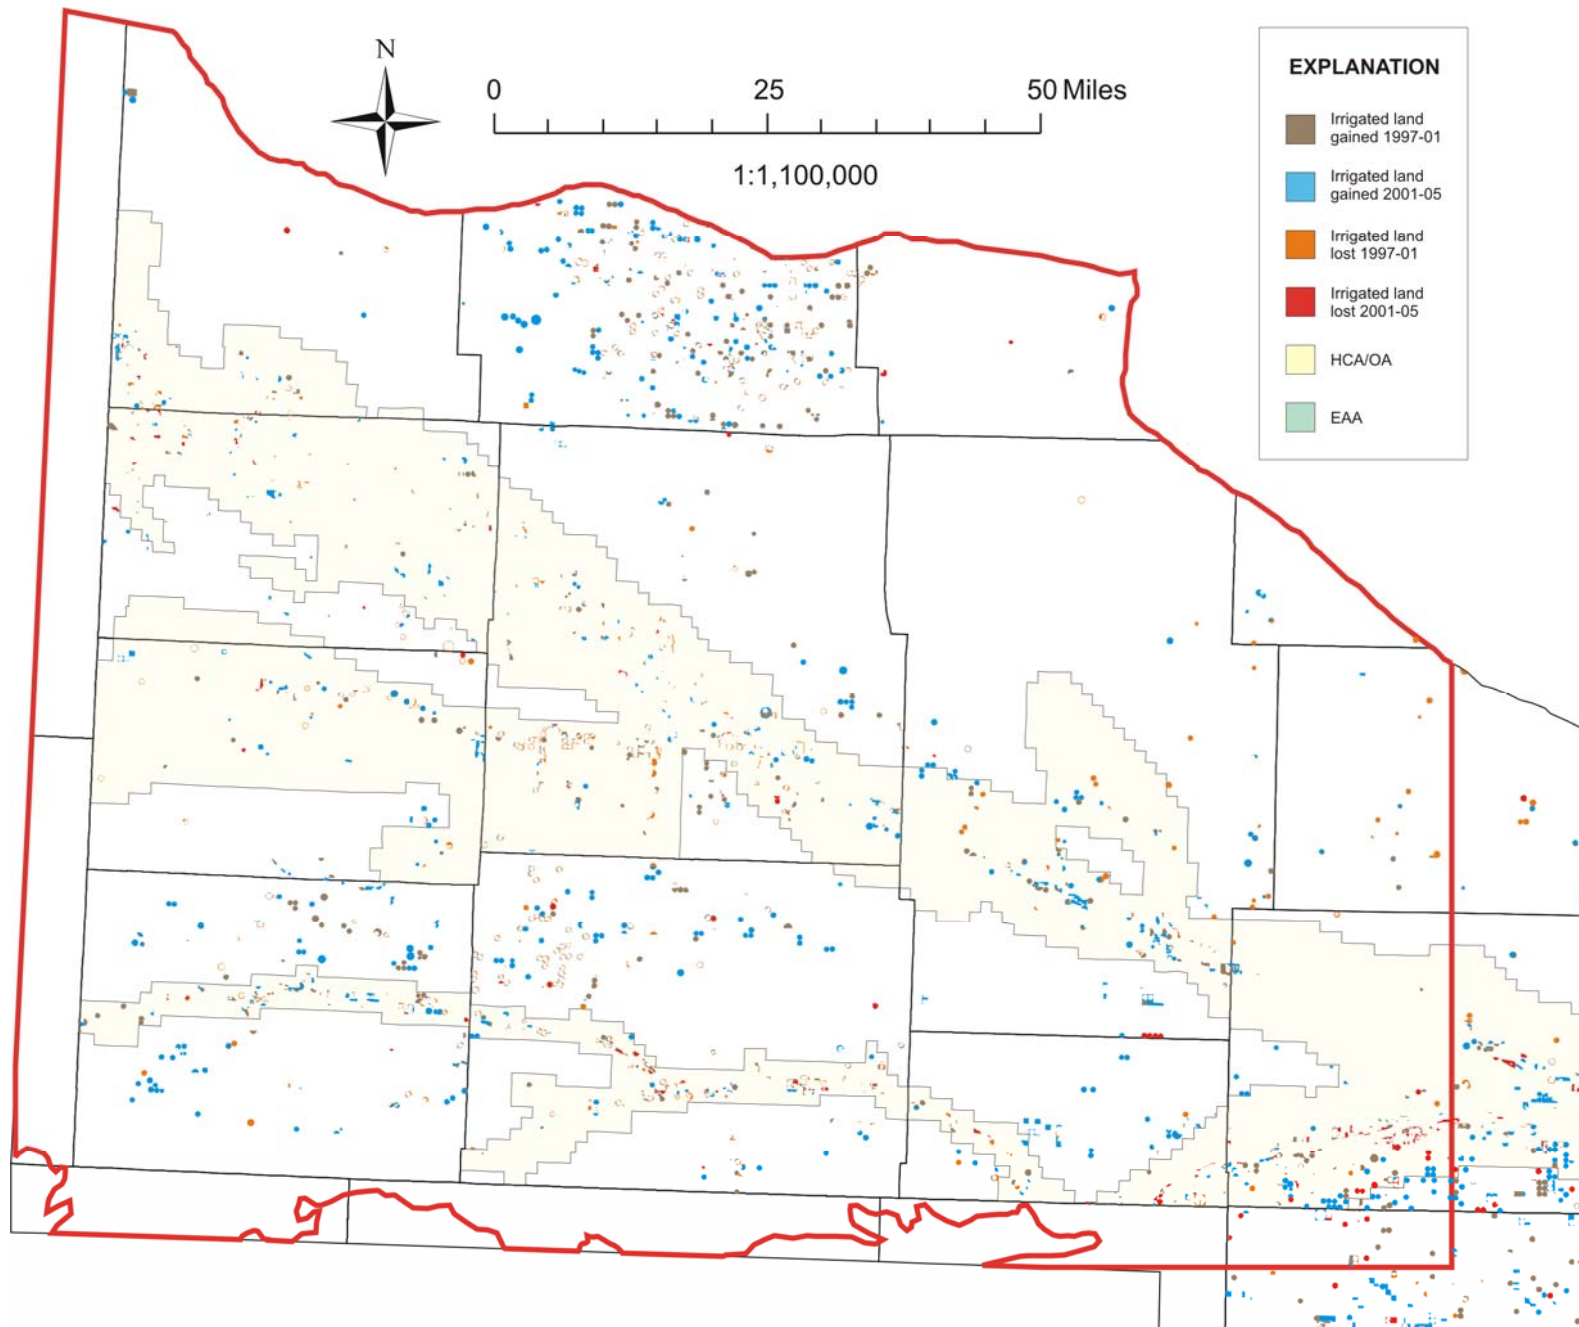 N
0 25 50 Miles
1:1,100,000
EXPLANATION
Irrigated land
gained 1997-01
Irrigated land
gained 2001-05
Irrigated land
lost 1997-01
Irrigated land
lost 2001-05
HCA/OA
EAA